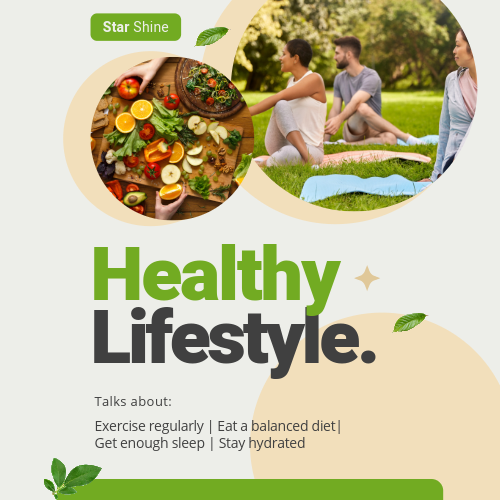 Star Shine
Healthy
Lifestyle.
Talks about:
Exercise regularly | Eat a balanced diet|
Get enough sleep | Stay hydrated